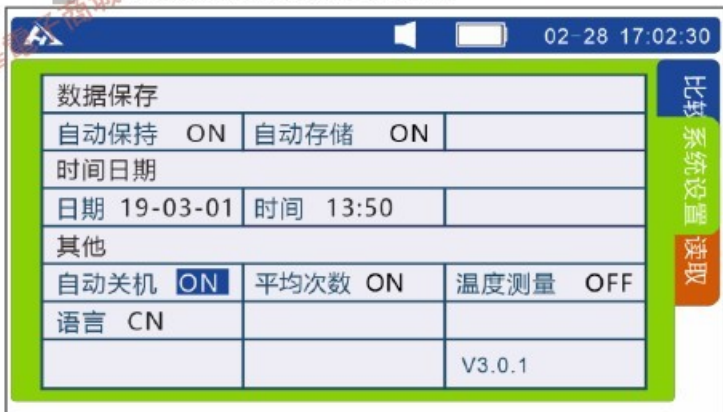 02-28 17:02:30
数据保存
自动保持 ON 自动存储 ON
时间日期
日期 19-03-01 时间 13:50
其他
自动关机 ON 平均次数 ON 温度测量 OFF
语言 CN
V3.0.1
比较
系统设置
读取